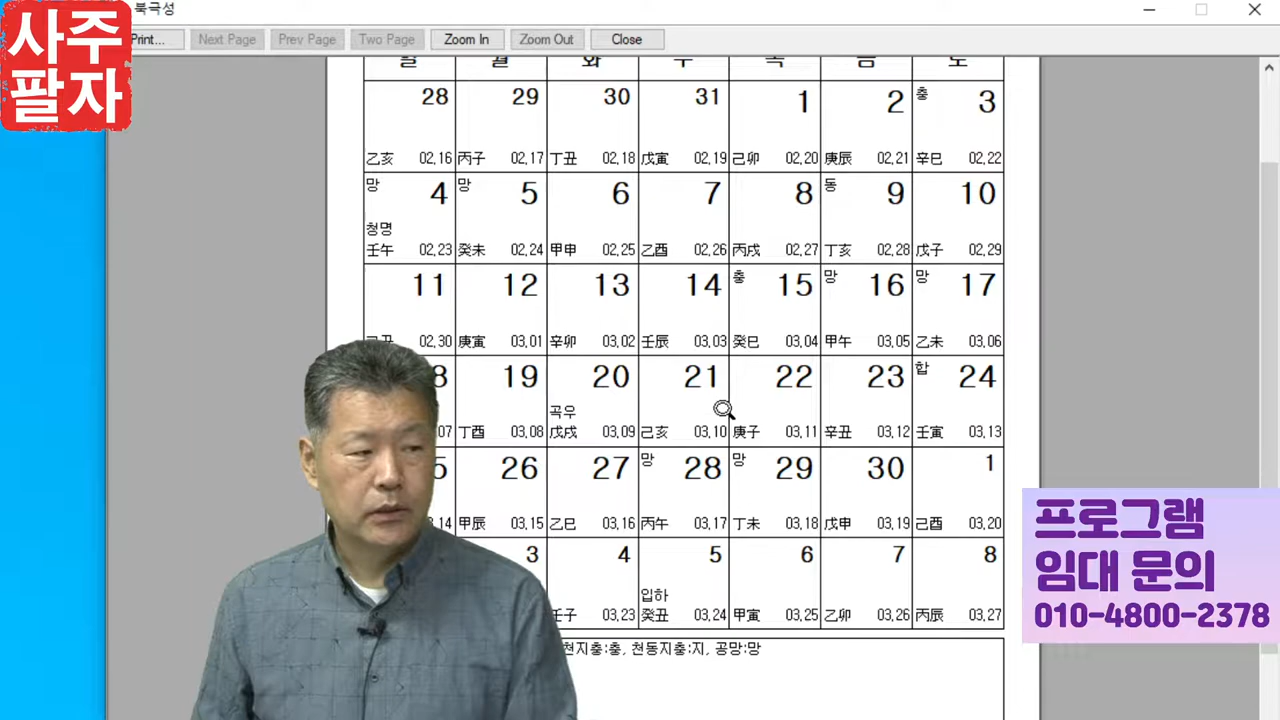 사주
팔자
북극성
Print... Next Page Prev Page Two Page Zoom In Zoom Out Close
일 월 화 수 목 금 토
28 29 30 31 1 2 충 3
乙亥 02.16 丙子 02.17 丁丑 02.18 戊寅 02.19 己卯 02.20 庚辰 02.21 辛巳 02.22
망 4 망 5 6 7 8 동 9 10
청명
壬午 02.23 癸未 02.24 甲申 02.25 乙酉 02.26 丙戌 02.27 丁亥 02.28 戊子 02.29
11 12 13 14 충 15 망 16 망 17
02.30 庚寅 03.01 辛卯 03.02 壬辰 03.03 癸巳 03.04 甲午 03.05 乙未 03.06
8 19 20 21 22 23 합 24
곡우
07 丁酉 03.08 戊戌 03.09 己亥 03.10 庚子 03.11 辛丑 03.12 壬寅 03.13
5 26 27 망 28 망 29 30 1
3.14 甲辰 03.15 乙巳 03.16 丙午 03.17 丁未 03.18 戊申 03.19 己酉 03.20
3 4 5 6 7 8
입하
壬子 03.23 癸丑 03.24 甲寅 03.25 乙卯 03.26 丙辰 03.27
천지충:충, 천동지충:지, 공망:망
프로그램
임대 문의
010-4800-2378